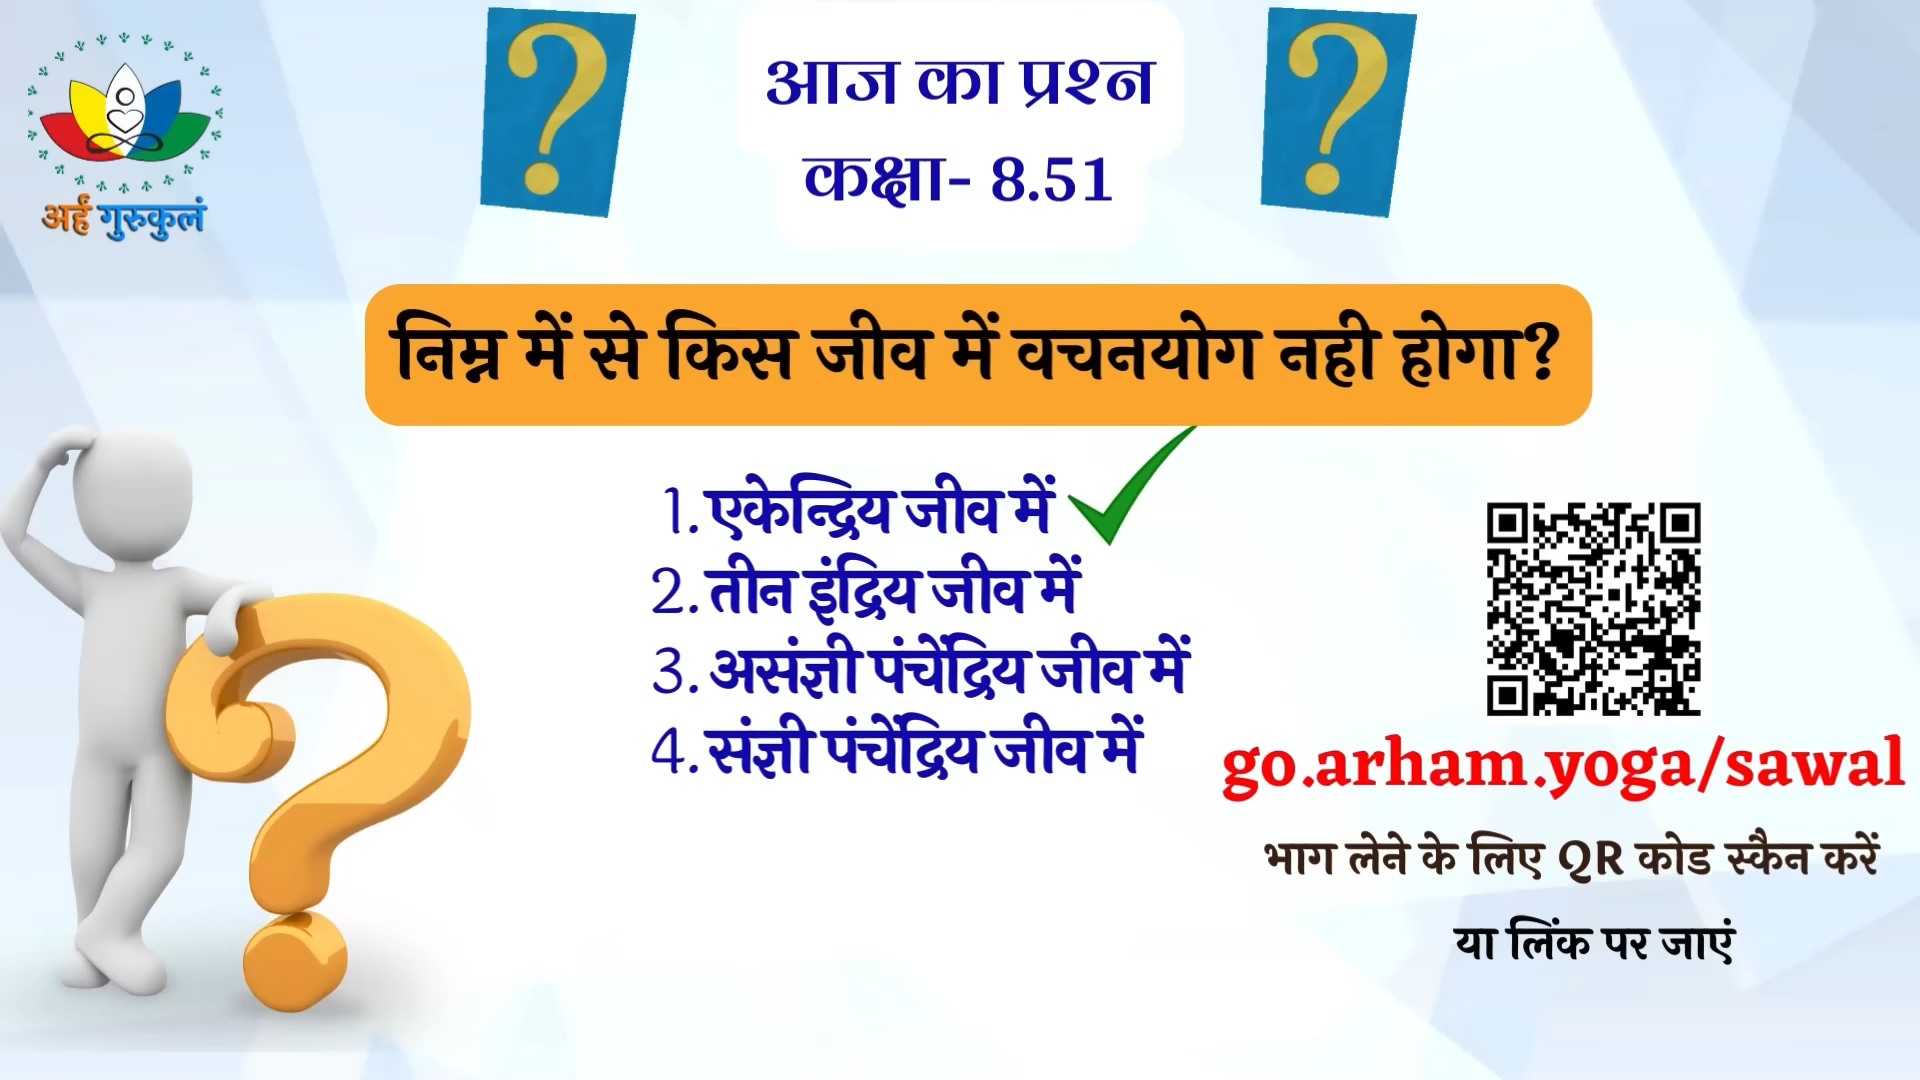 अर्हं गुरुकुलं
आज का प्रश्न
कक्षा- 8.51
निम्न में से किस जीव में वचनयोग नही होगा?
1. एकेन्द्रिय जीव में
2. तीन इंद्रिय जीव में
3. असंज्ञी पंचेंद्रिय जीव में
4. संज्ञी पंचेंद्रिय जीव में
go.arham.yoga/sawal
भाग लेने के लिए QR कोड स्कैन करें
या लिंक पर जाएं